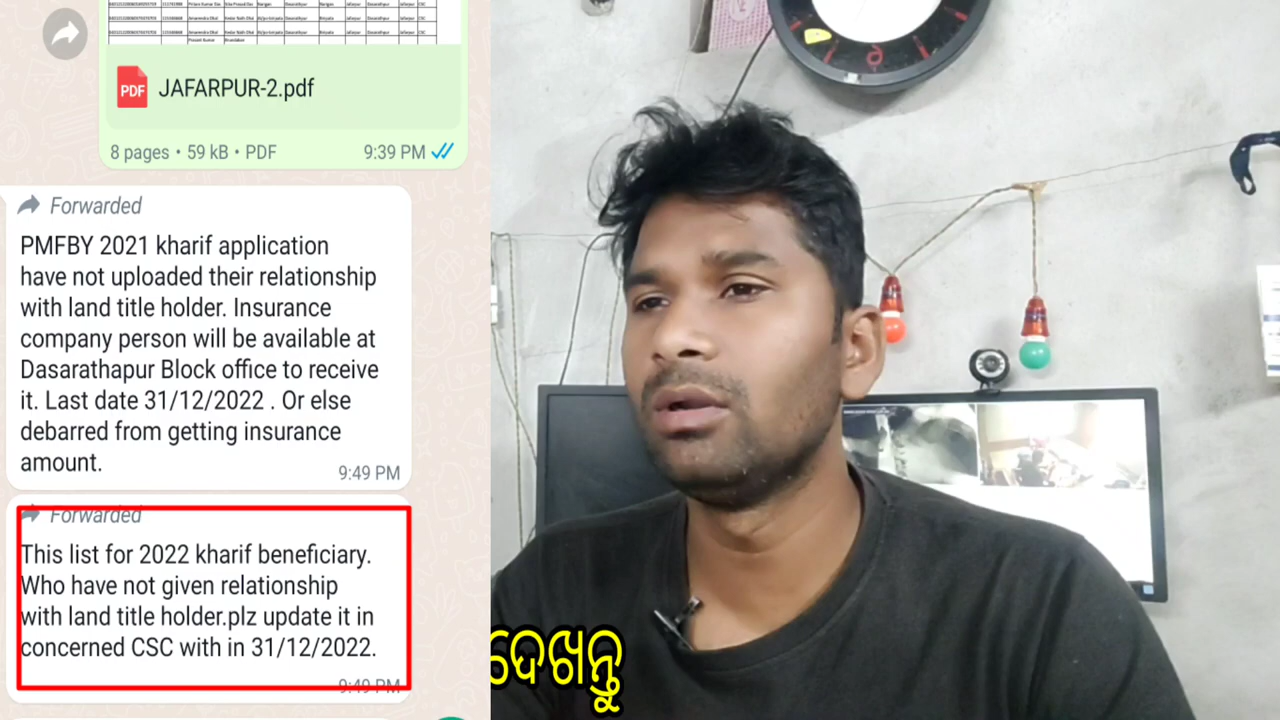 PDF
JAFARPUR-2.pdf
8 pages • 59 kB • PDF
9:39 PM
Forwarded
PMFBY 2021 kharif application
have not uploaded their relationship
with land title holder. Insurance
company person will be available at
Dasarathapur Block office to receive
it. Last date 31/12/2022 . Or else
debarred from getting insurance
amount.
9:49 PM
Forwarded
This list for 2022 kharif beneficiary.
Who have not given relationship
with land title holder.plz update it in
concerned CSC with in 31/12/2022.
9:49 PM
ଦେଖନ୍ତୁ